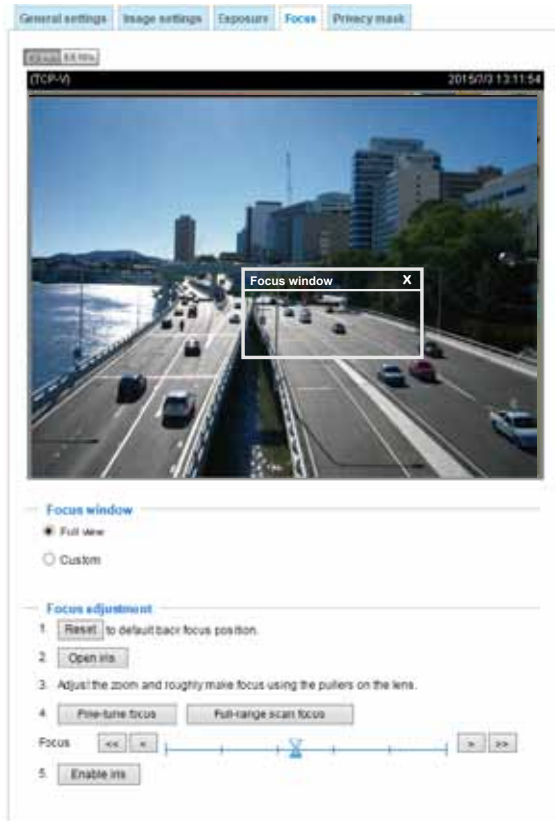 General settings Image settings Exposure Focus Privacy mask
(TCP-V) 2015/7/3 13:11:54
Focus window X
Focus window
Full view
Custom
Focus adjustment
1. Reset to default back focus position.
2. Open iris
3. Adjust the zoom and roughly make focus using the pullers on the lens.
4. Fine-tune focus Full-range scan focus
Focus << < > >>
5. Enable iris